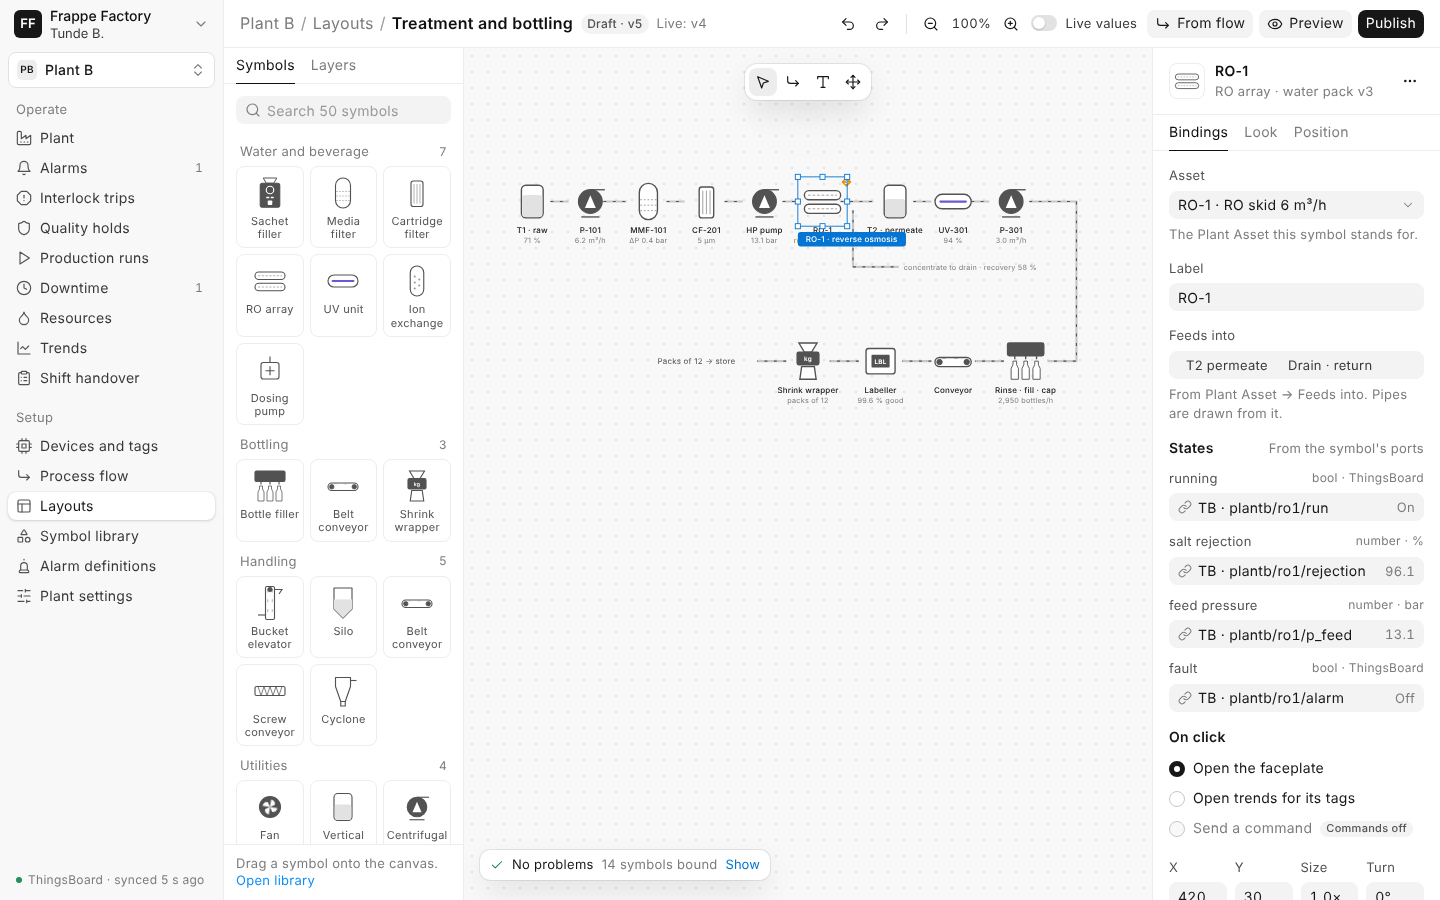 FF
Frappe Factory
Tunde B.
PB
Plant B
Operate
Plant
Alarms 1
Interlock trips
Quality holds
Production runs
Downtime 1
Resources
Trends
Shift handover
Setup
Devices and tags
Process flow
Layouts
Symbol library
Alarm definitions
Plant settings
ThingsBoard · synced 5 s ago
Plant B / Layouts / Treatment and bottling
Draft · v5
Live: v4
100%
Live values
From flow
Preview
Publish
Symbols
Layers
Search 50 symbols
Water and beverage 7
Sachet filler
Media filter
Cartridge filter
RO array
UV unit
Ion exchange
Dosing pump
Bottling 3
Bottle filler
Belt conveyor
kg
Shrink wrapper
Handling 5
Bucket elevator
Silo
Belt conveyor
Screw conveyor
Cyclone
Utilities 4
Fan
Vertical
Centrifugal
Drag a symbol onto the canvas.
Open library
T
T1 · raw
71 %
P-101
6.2 m³/h
MMF-101
ΔP 0.4 bar
CF-201
5 µm
HP pump
13.1 bar
RO-1
RO-1 · reverse osmosis
T2 · permeate
UV-301
94 %
P-301
3.0 m³/h
concentrate to drain · recovery 58 %
Packs of 12 → store
kg
Shrink wrapper
packs of 12
LBL
Labeller
99.6 % good
Conveyor
Rinse · fill · cap
2,950 bottles/h
No problems
14 symbols bound
Show
RO-1
RO array · water pack v3
Bindings
Look
Position
Asset
RO-1 · RO skid 6 m³/h
The Plant Asset this symbol stands for.
Label
RO-1
Feeds into
T2 permeate
Drain · return
From Plant Asset → Feeds into. Pipes
are drawn from it.
States
From the symbol's ports
running
bool · ThingsBoard
TB · plantb/ro1/run
On
salt rejection
number · %
TB · plantb/ro1/rejection
96.1
feed pressure
number · bar
TB · plantb/ro1/p_feed
13.1
fault
bool · ThingsBoard
TB · plantb/ro1/alarm
Off
On click
Open the faceplate
Open trends for its tags
Send a command
Commands off
X
Y
Size
Turn
420
30
1.0×
0°